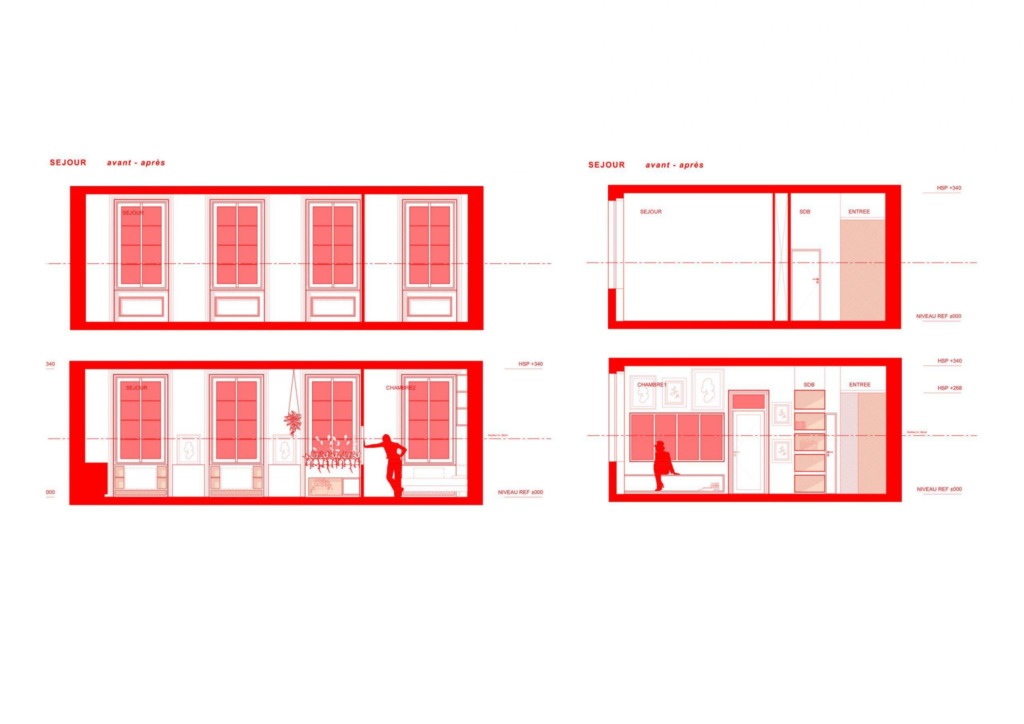 SEJOUR avant - après
SEJOUR
340
HSP +340
SEJOUR
CHAMBRE2
000
NIVEAU REF ±000
SEJOUR avant - après
HSP +340
SEJOUR
SDB
ENTREE
NIVEAU REF ±000
HSP +340
CHAMBRE1
SDB
ENTREE
HSP +268
NIVEAU REF ±000